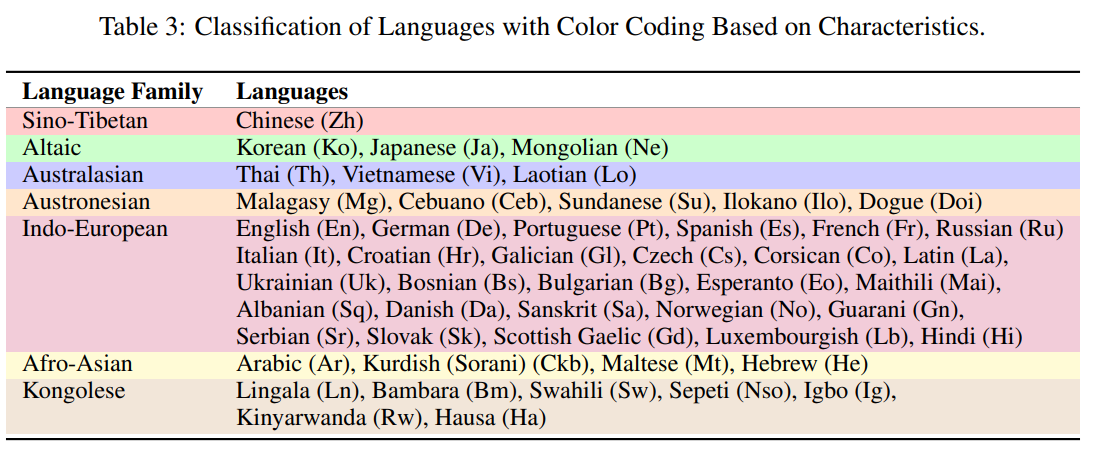 Table 3: Classification of Languages with Color Coding Based on Characteristics.
Language Family Languages
Sino-Tibetan Chinese (Zh)
Altaic Korean (Ko), Japanese (Ja), Mongolian (Ne)
Australasian Thai (Th), Vietnamese (Vi), Laotian (Lo)
Austronesian Malagasy (Mg), Cebuano (Ceb), Sundanese (Su), Ilokano (Ilo), Dogue (Doi)
Indo-European English (En), German (De), Portuguese (Pt), Spanish (Es), French (Fr), Russian (Ru)
Italian (It), Croatian (Hr), Galician (Gl), Czech (Cs), Corsican (Co), Latin (La),
Ukrainian (Uk), Bosnian (Bs), Bulgarian (Bg), Esperanto (Eo), Maithili (Mai),
Albanian (Sq), Danish (Da), Sanskrit (Sa), Norwegian (No), Guarani (Gn),
Serbian (Sr), Slovak (Sk), Scottish Gaelic (Gd), Luxembourgish (Lb), Hindi (Hi)
Afro-Asian Arabic (Ar), Kurdish (Sorani) (Ckb), Maltese (Mt), Hebrew (He)
Kongolese Lingala (Ln), Bambara (Bm), Swahili (Sw), Sepeti (Nso), Igbo (Ig),
Kinyarwanda (Rw), Hausa (Ha)